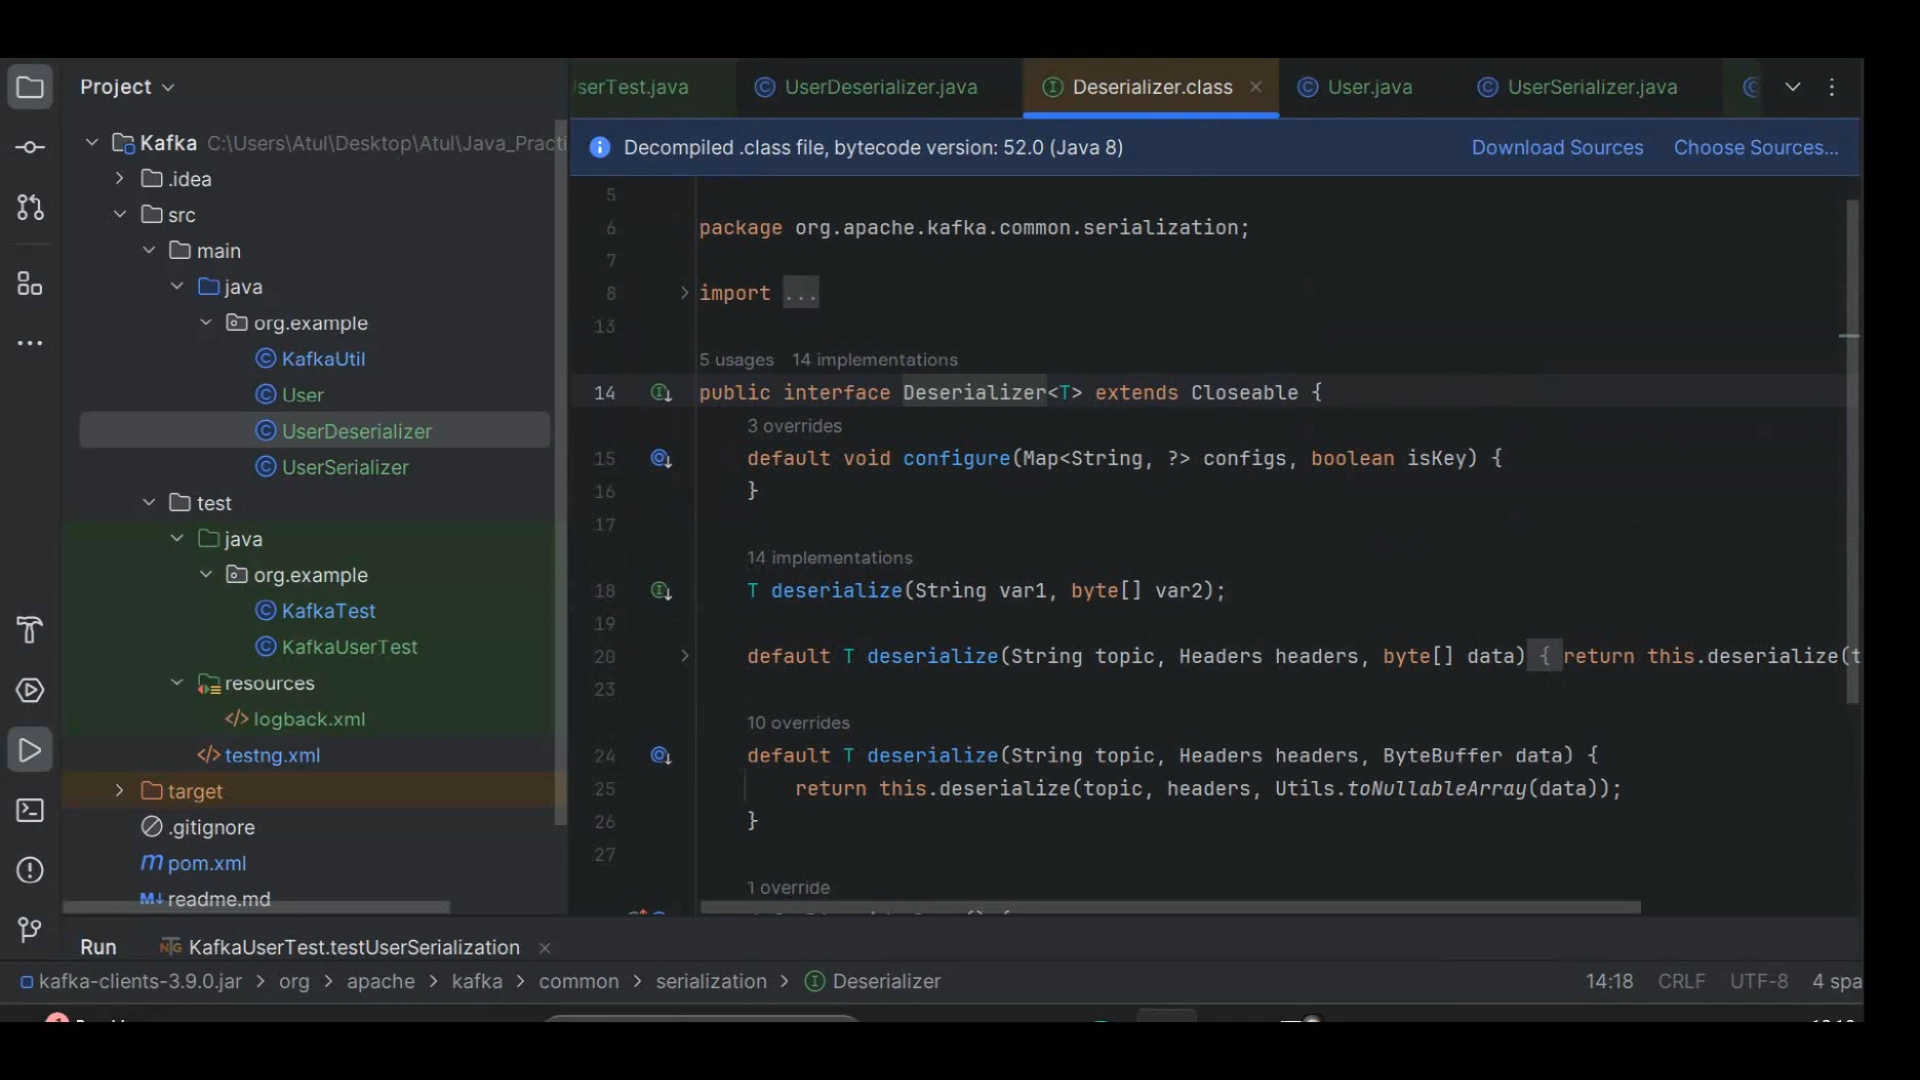 Project
serTest.java
UserDeserializer.java
Deserializer.class
User.java
UserSerializer.java
Kafka C:\Users\Atul\Desktop\Atul\Java_Practi
.idea
src
main
java
org.example
KafkaUtil
User
UserDeserializer
UserSerializer
test
java
org.example
KafkaTest
KafkaUserTest
resources
logback.xml
testng.xml
target
.gitignore
pom.xml
readme.md
Decompiled .class file, bytecode version: 52.0 (Java 8)
Download Sources
Choose Sources...
5
6 package org.apache.kafka.common.serialization;
7
8 import ...
13
5 usages 14 implementations
14 public interface Deserializer<T> extends Closeable {
3 overrides
15 default void configure(Map<String, ?> configs, boolean isKey) {
16 }
17
14 implementations
18 T deserialize(String var1, byte[] var2);
19
20 default T deserialize(String topic, Headers headers, byte[] data) { return this.deserialize(t
23
10 overrides
24 default T deserialize(String topic, Headers headers, ByteBuffer data) {
25 return this.deserialize(topic, headers, Utils.toNullableArray(data));
26 }
27
1 override
Run
KafkaUserTest.testUserSerialization
kafka-clients-3.9.0.jar > org > apache > kafka > common > serialization > Deserializer
14:18 CRLF UTF-8 4 spa